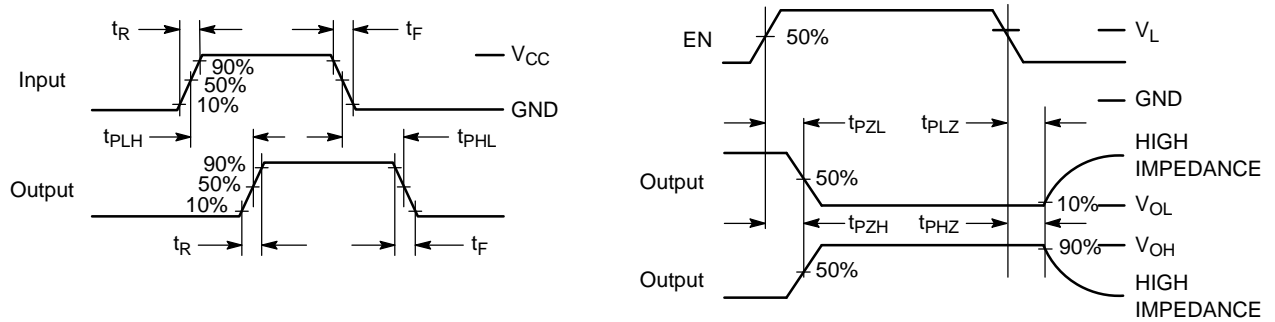 tR
tF
VCC
90%
50%
10%
Input
GND
tPLH
tPHL
90%
50%
10%
Output
tR
tF
EN
50%
VL
GND
tPZL
tPLZ
HIGH
IMPEDANCE
Output
50%
10%
VOL
tPZH
tPHZ
90%
VOH
Output
50%
HIGH
IMPEDANCE